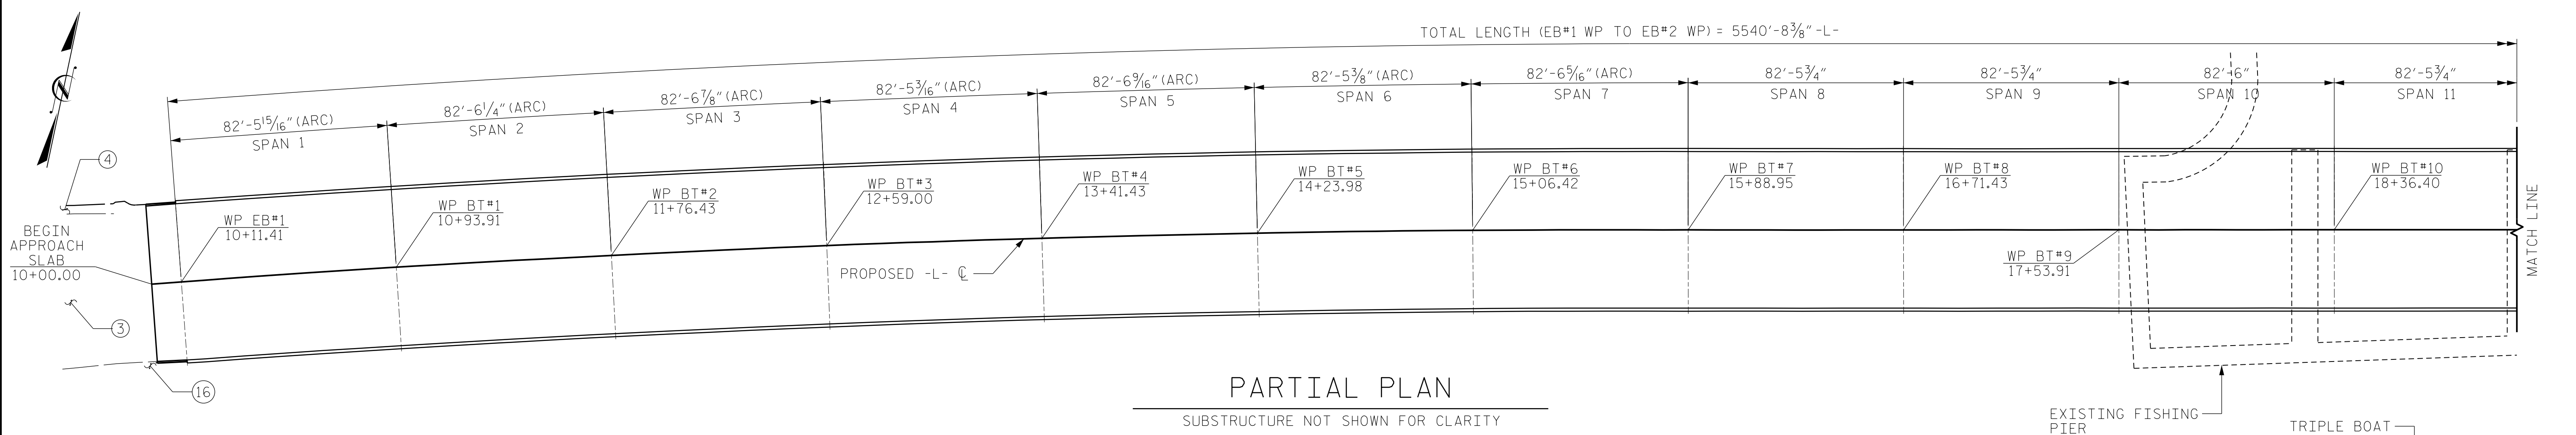 TOTAL LENGTH (EB#1 WP TO EB#2 WP) = 5540'-8⅜" -L-
N
82'-5 15/16" (ARC)
SPAN 1
82'-6¼" (ARC)
SPAN 2
82'-6⅞" (ARC)
SPAN 3
82'-5 3/16" (ARC)
SPAN 4
82'-6 9/16" (ARC)
SPAN 5
82'-5⅜" (ARC)
SPAN 6
82'-6 5/16" (ARC)
SPAN 7
82'-5¾"
SPAN 8
82'-5¾"
SPAN 9
82'-6"
SPAN 10
82'-5¾"
SPAN 11
4
WP EB#1
10+11.41
WP BT#1
10+93.91
WP BT#2
11+76.43
WP BT#3
12+59.00
WP BT#4
13+41.43
WP BT#5
14+23.98
WP BT#6
15+06.42
WP BT#7
15+88.95
WP BT#8
16+71.43
WP BT#9
17+53.91
WP BT#10
18+36.40
MATCH LINE
BEGIN
APPROACH
SLAB
10+00.00
PROPOSED -L- ℄
3
16
PARTIAL PLAN
SUBSTRUCTURE NOT SHOWN FOR CLARITY
EXISTING FISHING
PIER
TRIPLE BOAT